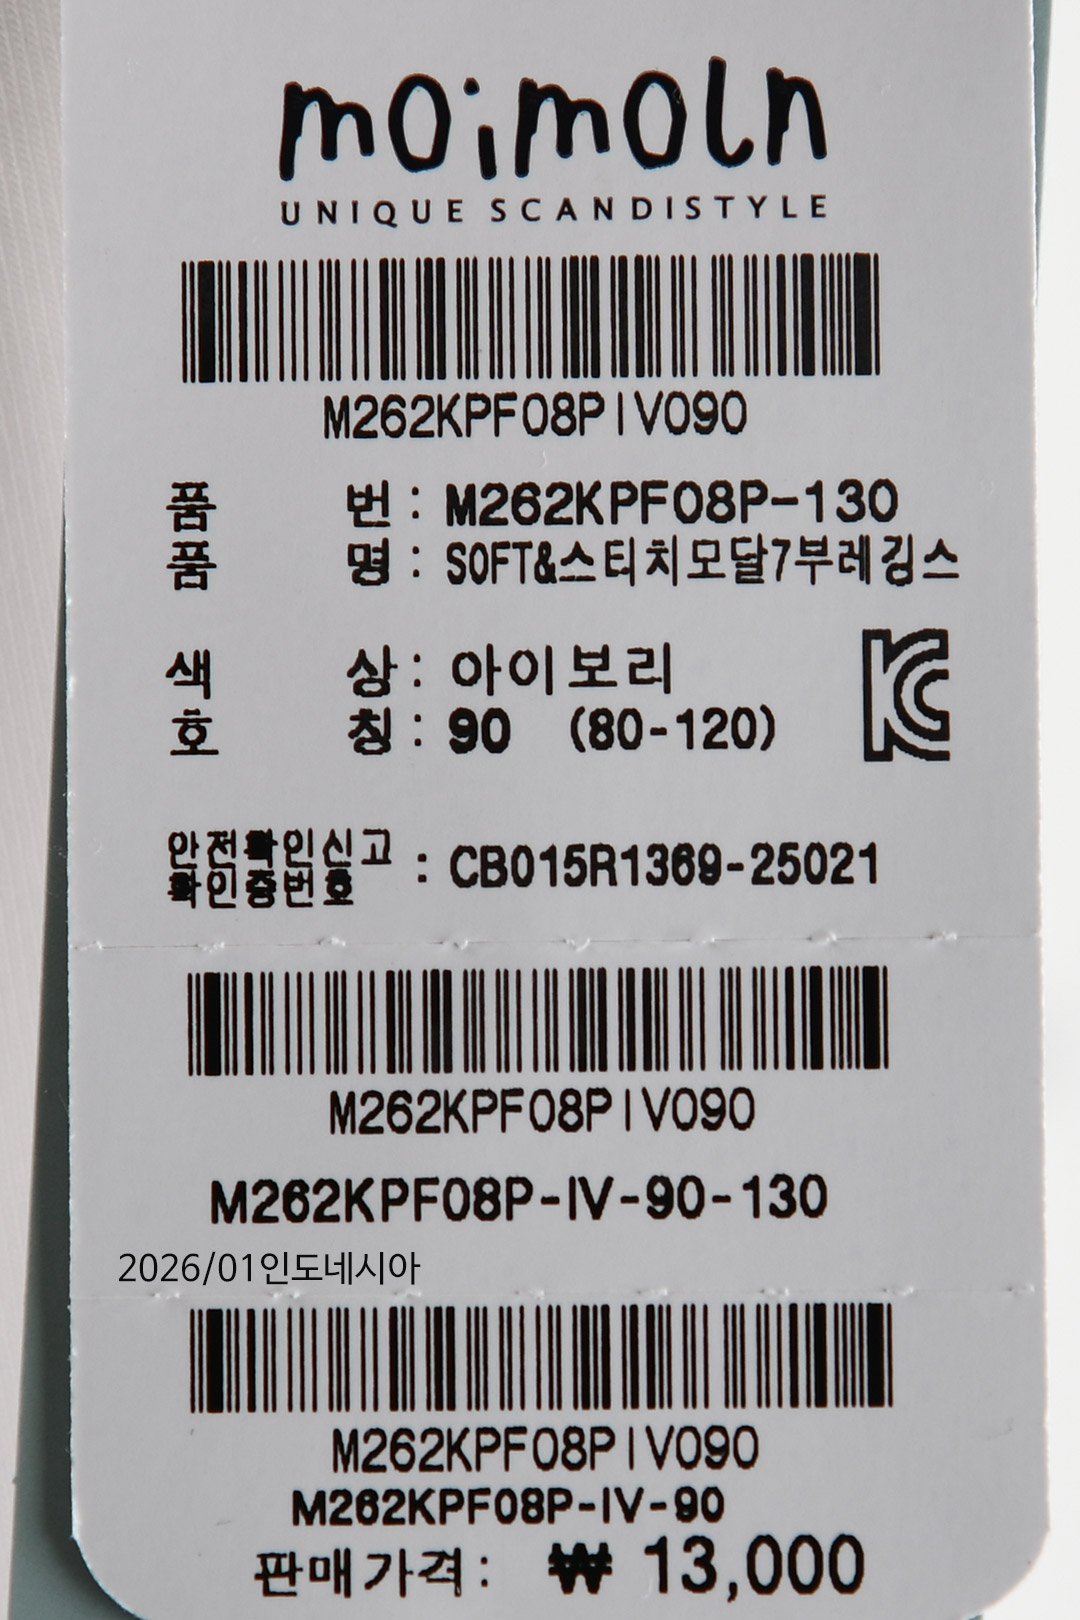 moimoln
UNIQUE SCANDISTYLE
M262KPF08PIV090
품 번 : M262KPF08P-130
품 명 : SOFT&스티치모달7부레깅스
색 상 : 아이보리
호 칭 : 90 (80-120)
KC
안전확인신고
확인증번호 : CB015R1369-25021
M262KPF08PIV090
M262KPF08P-IV-90-130
2026/01인도네시아
M262KPF08PIV090
M262KPF08P-IV-90
판매가격 : ₩ 13,000